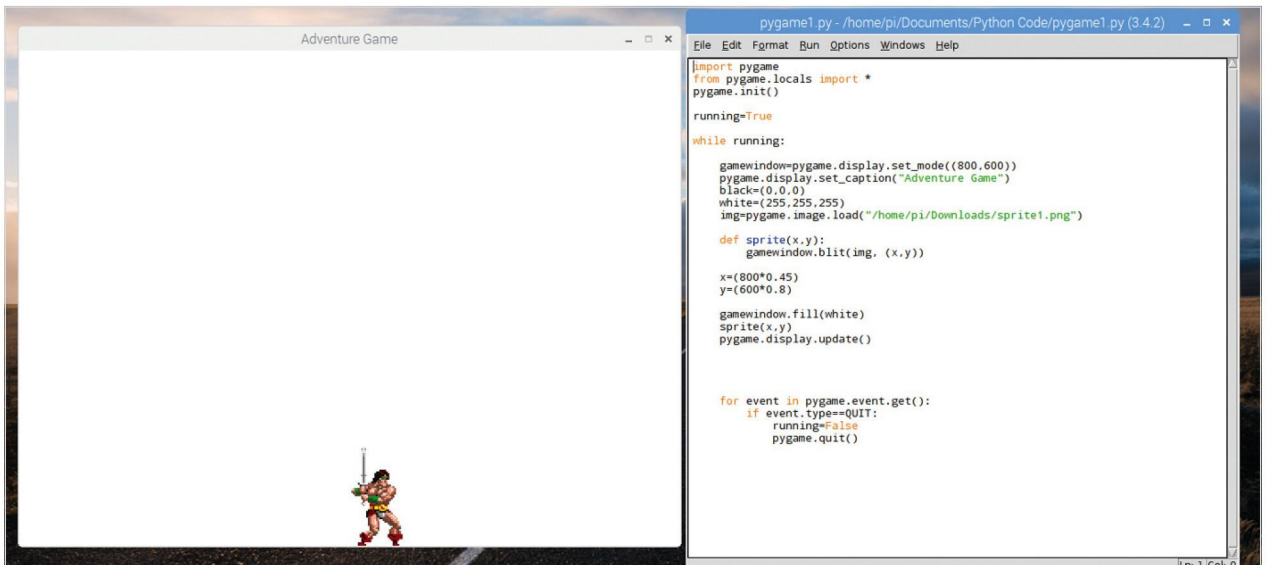 Adventure Game
pygame1.py - /home/pi/Documents/Python Code/pygame1.py (3.4.2)
File Edit Format Run Options Windows Help
import pygame
from pygame.locals import *
pygame.init()
running=True
while running:
gamewindow=pygame.display.set_mode((800,600))
pygame.display.set_caption("Adventure Game")
black=(0,0,0)
white=(255,255,255)
img=pygame.image.load("/home/pi/Downloads/sprite1.png")
def sprite(x,y):
gamewindow.blit(img, (x,y))
x=(800*0.45)
y=(600*0.8)
gamewindow.fill(white)
sprite(x,y)
pygame.display.update()
for event in pygame.event.get():
if event.type==QUIT:
running=False
pygame.quit()